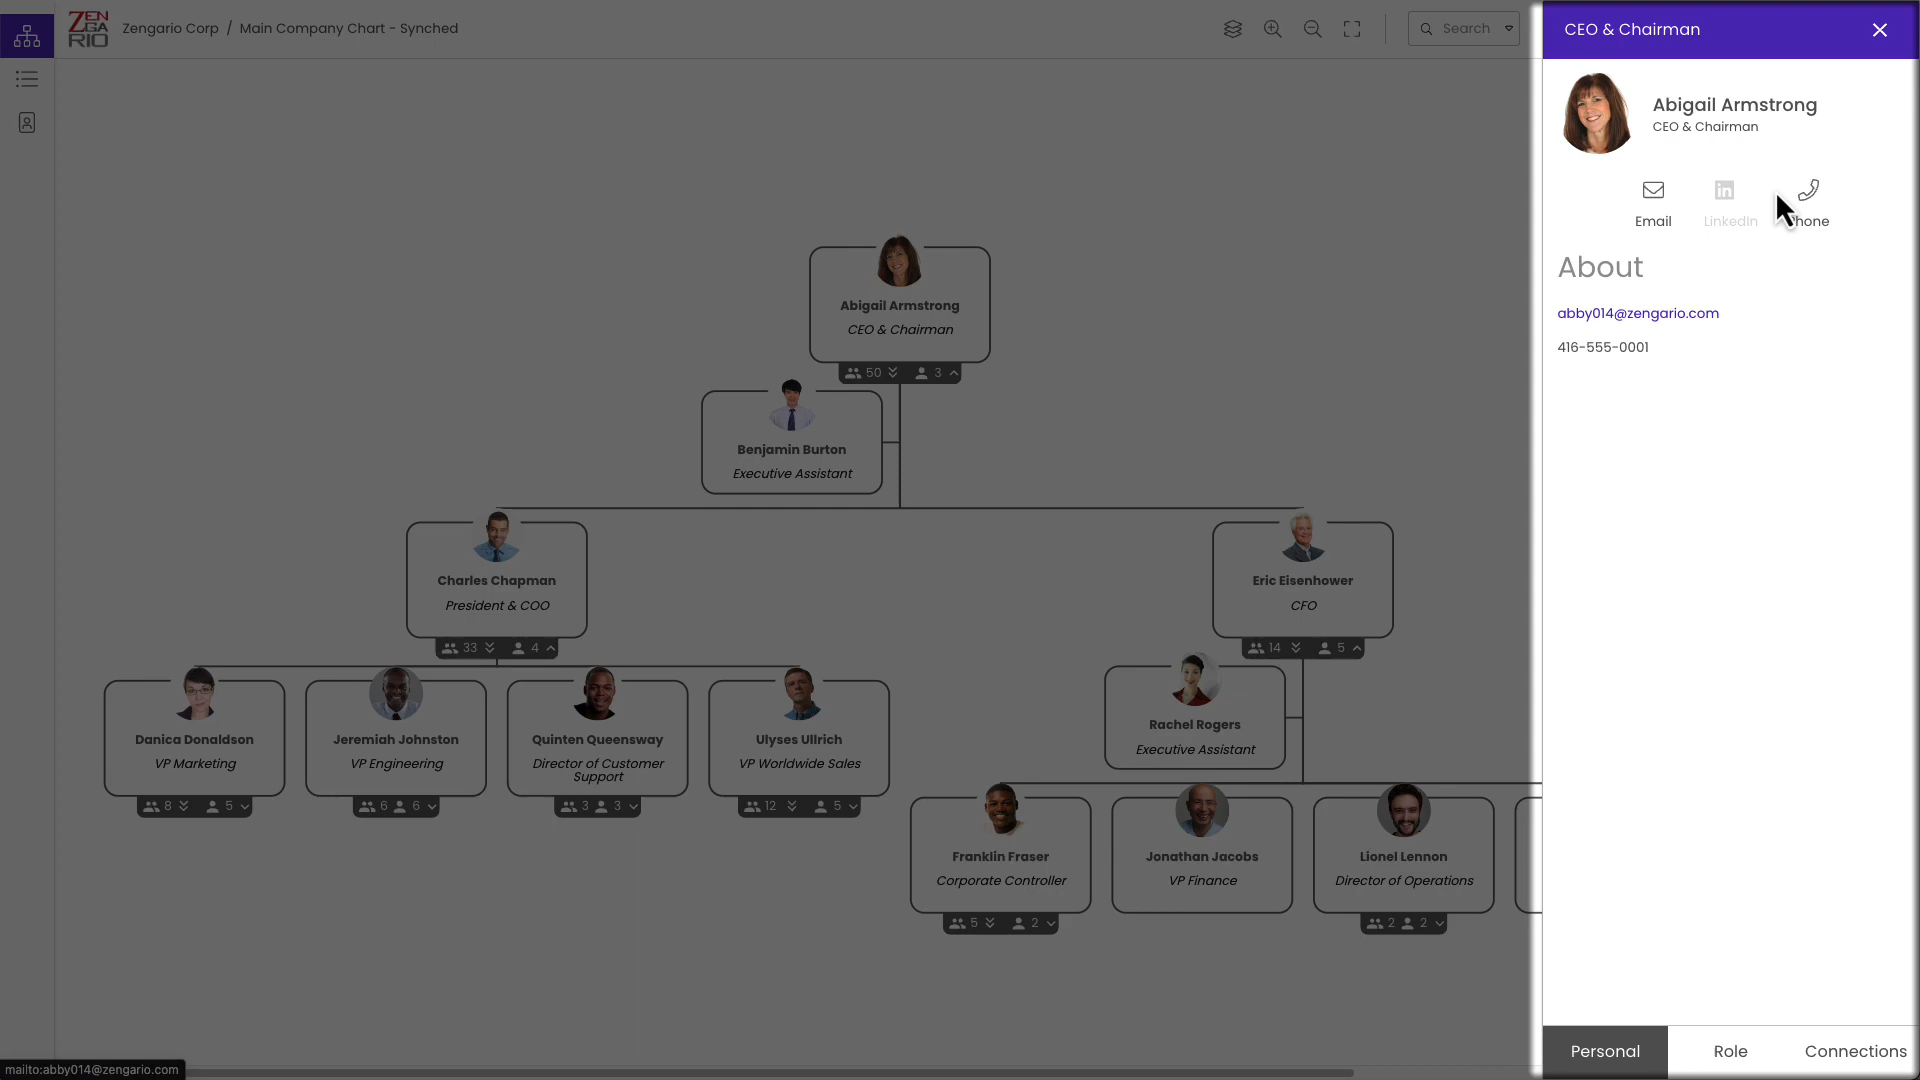 ZEN
GA
RIO
Zengario Corp / Main Company Chart - Synched
Search
CEO & Chairman
Abigail Armstrong
CEO & Chairman
Email
LinkedIn
hone
About
abby014@zengario.com
416-555-0001
Abigail Armstrong
CEO & Chairman
50 3
Benjamin Burton
Executive Assistant
Charles Chapman
President & COO
33 4
Eric Eisenhower
CFO
14 5
Rachel Rogers
Executive Assistant
Danica Donaldson
VP Marketing
8 5
Jeremiah Johnston
VP Engineering
6 6
Quinten Queensway
Director of Customer
Support
3 3
Ulyses Ullrich
VP Worldwide Sales
12 5
Franklin Fraser
Corporate Controller
5 2
Jonathan Jacobs
VP Finance
Lionel Lennon
Director of Operations
2 2
Personal
Role
Connections
mailto:abby014@zengario.com